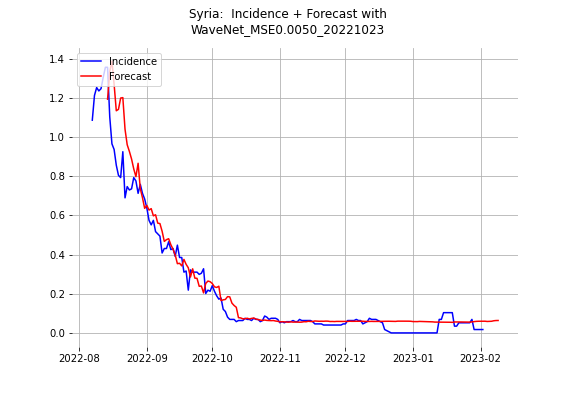 Syria:  Incidence + Forecast with
WaveNet_MSE0.0050_20221023
Incidence
Forecast
1.4
1.2
1.0
0.8
0.6
0.4
0.2
0.0
2022-08 2022-09 2022-10 2022-11 2022-12 2023-01 2023-02